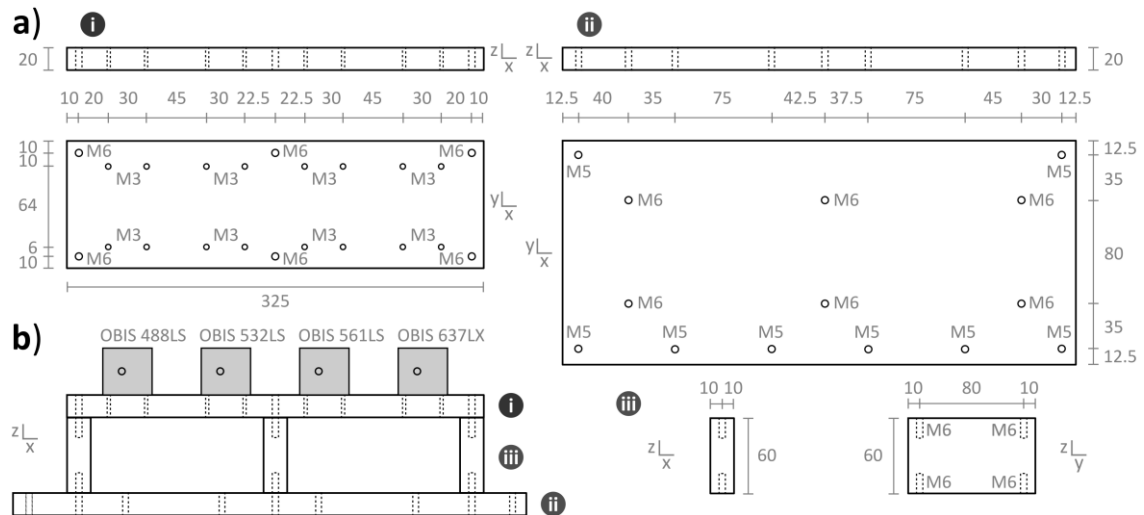 a)
i
ii
20
z
x
z
x
20
10 20 30 45 30 22.5 22.5 30 45 30 20 10
12.5 40 35 75 42.5 37.5 75 45 30 12.5
10
10
64
6
10
M6 M6 M6
M3 M3 M3 M3
M3 M3 M3 M3
M6 M6 M6
y
x
325
y
x
M5 M5
M6 M6 M6
M6 M6 M6
M5 M5 M5 M5 M5 M5
12.5
35
80
35
12.5
b)
OBIS 488LS OBIS 532LS OBIS 561LS OBIS 637LX
z
x
i
iii
ii
iii
10 10
z
x
60
10 80 10
60
M6 M6
M6 M6
z
y